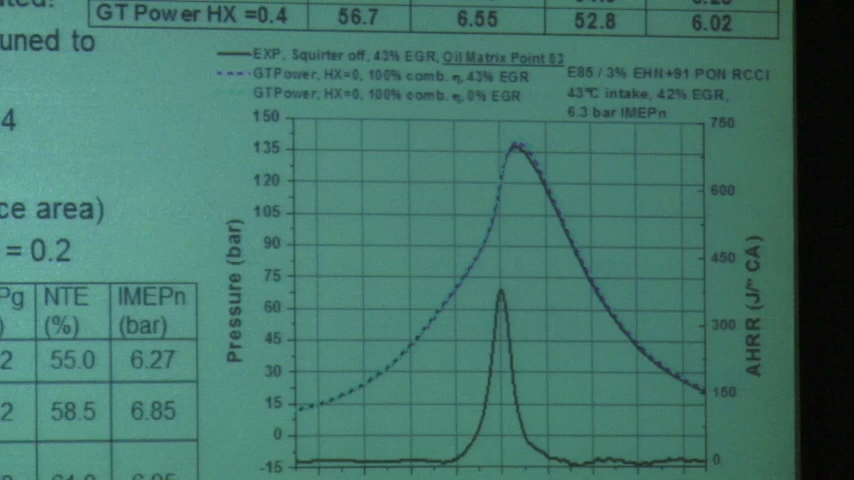 GT Power HX =0.4 56.7 6.55 52.8 6.02
uned to
4
ce area)
= 0.2
Pg NTE IMEPn
) (%) (bar)
2 55.0 6.27
2 58.5 6.85
EXP, Squirter off, 43% EGR, Oil Matrix Point 83
GTPower, HX=0, 100% comb. η, 43% EGR
GTPower, HX=0, 100% comb. η, 0% EGR
E85 / 3% EHN+91 PON RCCI
43℃ intake, 42% EGR,
6.3 bar IMEPn
Pressure (bar)
150
135
120
105
90
75
60
45
30
15
0
-15
750
600
450
300
150
0
AHRR (J/° CA)